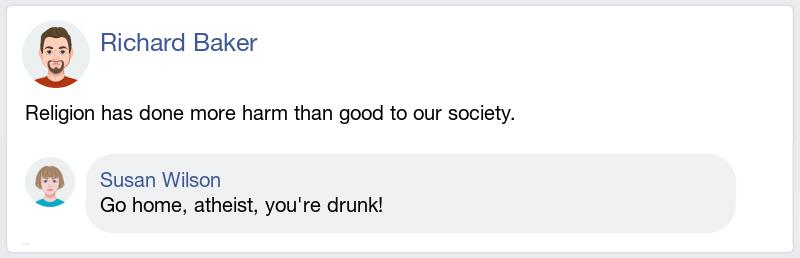 Richard Baker
Religion has done more harm than good to our society.
Susan Wilson
Go home, atheist, you're drunk!